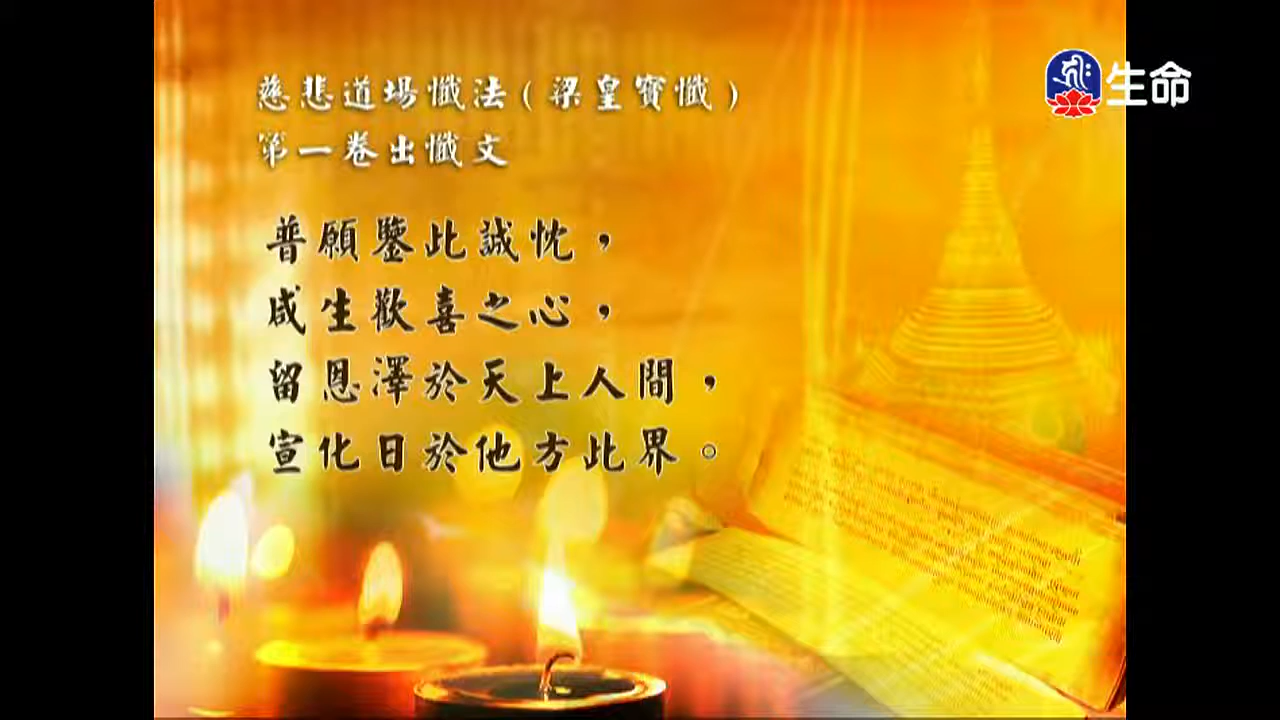 慈悲道場懺法(梁皇寶懺)
第一卷出懺文
生命
普願鑒此誠忱，
咸生歡喜之心，
留恩澤於天上人間，
宣化日於他方此界。